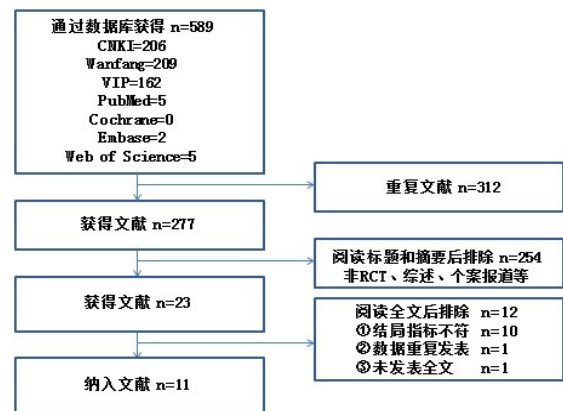 通过数据库获得 n=589
CNKI=206
Wanfang=209
VIP=162
PubMed=5
Cochrane=0
Embase=2
Web of Science=5
重复文献 n=312
获得文献 n=277
阅读标题和摘要后排除 n=254
非RCT、综述、个案报道等
获得文献 n=23
阅读全文后排除 n=12
①结局指标不符 n=10
②数据重复发表 n=1
③未发表全文 n=1
纳入文献 n=11